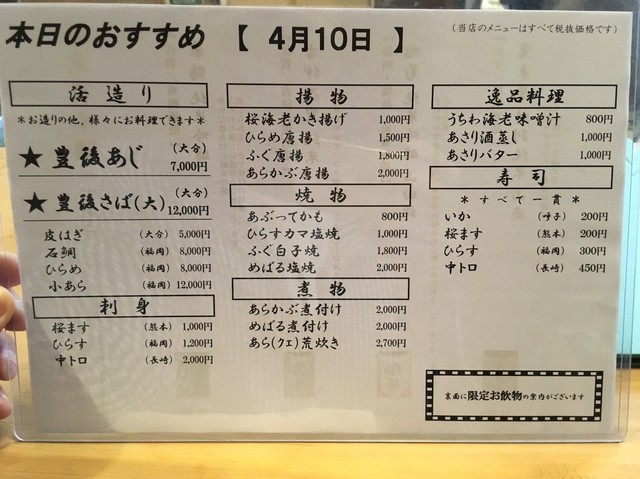 本日のおすすめ 【 4月10日 】
(当店のメニューはすべて税抜価格です)
活造り
*お造りの他、様々にお料理できます*
★ 豊後あじ (大分) 7,000円
★ 豊後さば(大) (大分) 12,000円
皮はぎ (大分) 5,000円
石鯛 (福岡) 8,000円
ひらめ (福岡) 8,000円
小あら (福岡) 12,000円
刺身
桜ます (熊本) 1,000円
ひらす (福岡) 1,200円
中トロ (長崎) 2,000円
揚物
桜海老かき揚げ 1,000円
ひらめ唐揚 1,500円
ふぐ唐揚 1,800円
あらかぶ唐揚 2,000円
焼物
あぶってかも 800円
ひらすカマ塩焼 1,000円
ふぐ白子焼 1,800円
めばる塩焼 2,000円
煮物
あらかぶ煮付け 2,000円
めばる煮付け 2,000円
あら(クエ)荒炊き 2,700円
逸品料理
うちわ海老味噌汁 800円
あさり酒蒸し 1,000円
あさりバター 1,000円
寿司
*すべて一貫*
いか (呼子) 200円
桜ます (熊本) 200円
ひらす (福岡) 300円
中トロ (長崎) 450円
裏面に限定お飲物の案内がございます